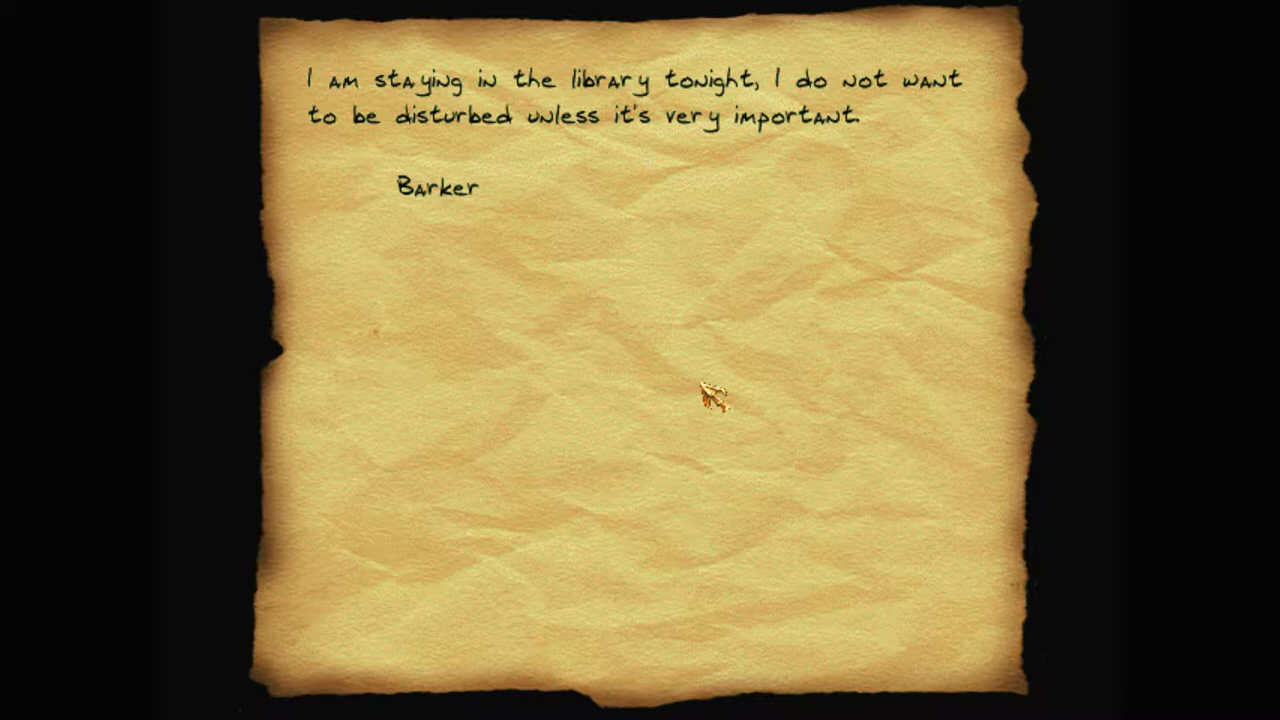 I am staying in the library tonight, I do not want
to be disturbed unless it's very important.
Barker